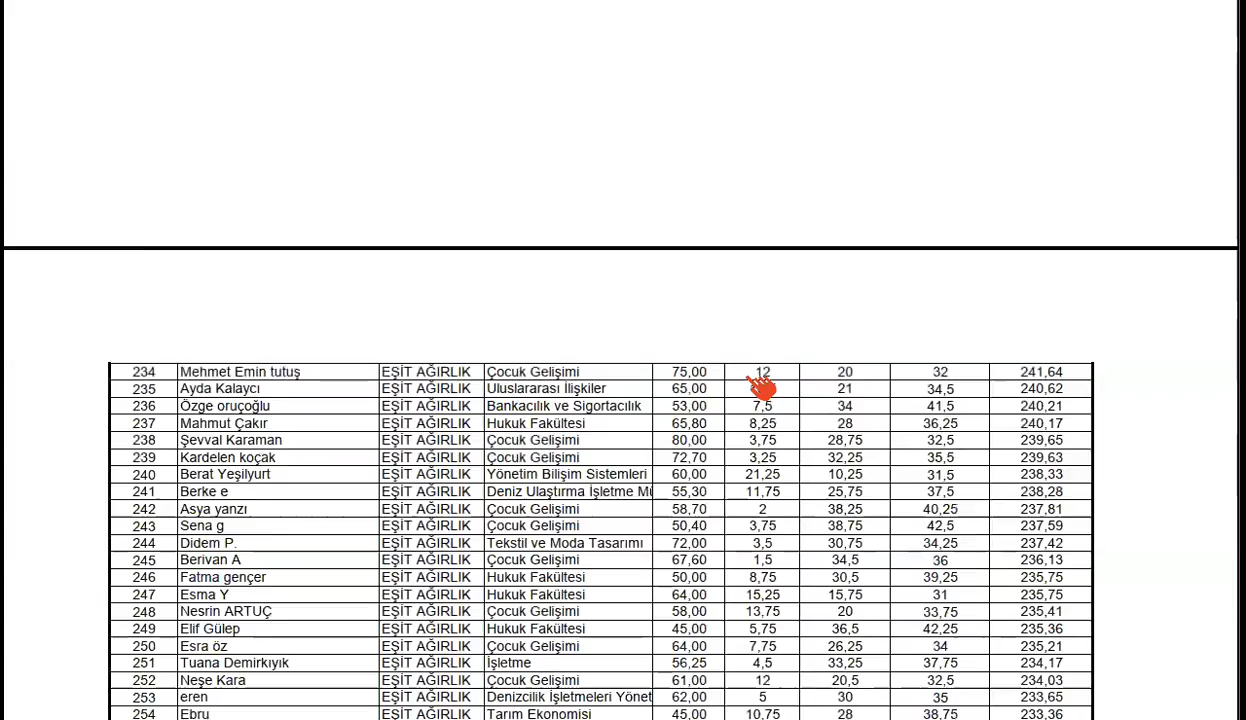 234 Mehmet Emin tutuş EŞİT AĞIRLIK Çocuk Gelişimi 75,00 12 20 32 241,64
235 Ayda Kalaycı EŞİT AĞIRLIK Uluslararası İlişkiler 65,00 21 34,5 240,62
236 Özge oruçoğlu EŞİT AĞIRLIK Bankacılık ve Sigortacılık 53,00 7,5 34 41,5 240,21
237 Mahmut Çakır EŞİT AĞIRLIK Hukuk Fakültesi 65,80 8,25 28 36,25 240,17
238 Şevval Karaman EŞİT AĞIRLIK Çocuk Gelişimi 80,00 3,75 28,75 32,5 239,65
239 Kardelen koçak EŞİT AĞIRLIK Çocuk Gelişimi 72,70 3,25 32,25 35,5 239,63
240 Berat Yeşilyurt EŞİT AĞIRLIK Yönetim Bilişim Sistemleri 60,00 21,25 10,25 31,5 238,33
241 Berke e EŞİT AĞIRLIK Deniz Ulaştırma İşletme Mü 55,30 11,75 25,75 37,5 238,28
242 Asya yanzı EŞİT AĞIRLIK Çocuk Gelişimi 58,70 2 38,25 40,25 237,81
243 Sena g EŞİT AĞIRLIK Çocuk Gelişimi 50,40 3,75 38,75 42,5 237,59
244 Didem P. EŞİT AĞIRLIK Tekstil ve Moda Tasarımı 72,00 3,5 30,75 34,25 237,42
245 Berivan A EŞİT AĞIRLIK Çocuk Gelişimi 67,60 1,5 34,5 36 236,13
246 Fatma gençer EŞİT AĞIRLIK Hukuk Fakültesi 50,00 8,75 30,5 39,25 235,75
247 Esma Y EŞİT AĞIRLIK Hukuk Fakültesi 64,00 15,25 15,75 31 235,75
248 Nesrin ARTUÇ EŞİT AĞIRLIK Çocuk Gelişimi 58,00 13,75 20 33,75 235,41
249 Elif Gülep EŞİT AĞIRLIK Hukuk Fakültesi 45,00 5,75 36,5 42,25 235,36
250 Esra öz EŞİT AĞIRLIK Çocuk Gelişimi 64,00 7,75 26,25 34 235,21
251 Tuana Demirkıyık EŞİT AĞIRLIK İşletme 56,25 4,5 33,25 37,75 234,17
252 Neşe Kara EŞİT AĞIRLIK Çocuk Gelişimi 61,00 12 20,5 32,5 234,03
253 eren EŞİT AĞIRLIK Denizcilik İşletmeleri Yönet 62,00 5 30 35 233,65
254 Ebru EŞİT AĞIRLIK Tarım Ekonomisi 45,00 10,75 28 38,75 233,36